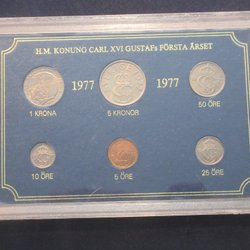 H.M. KONUNG CARL XVI GUSTAFs FÖRSTA ÅRSET
1977 1977
1 KRONA 5 KRONOR 50 ÖRE
10 ÖRE 5 ÖRE 25 ÖRE